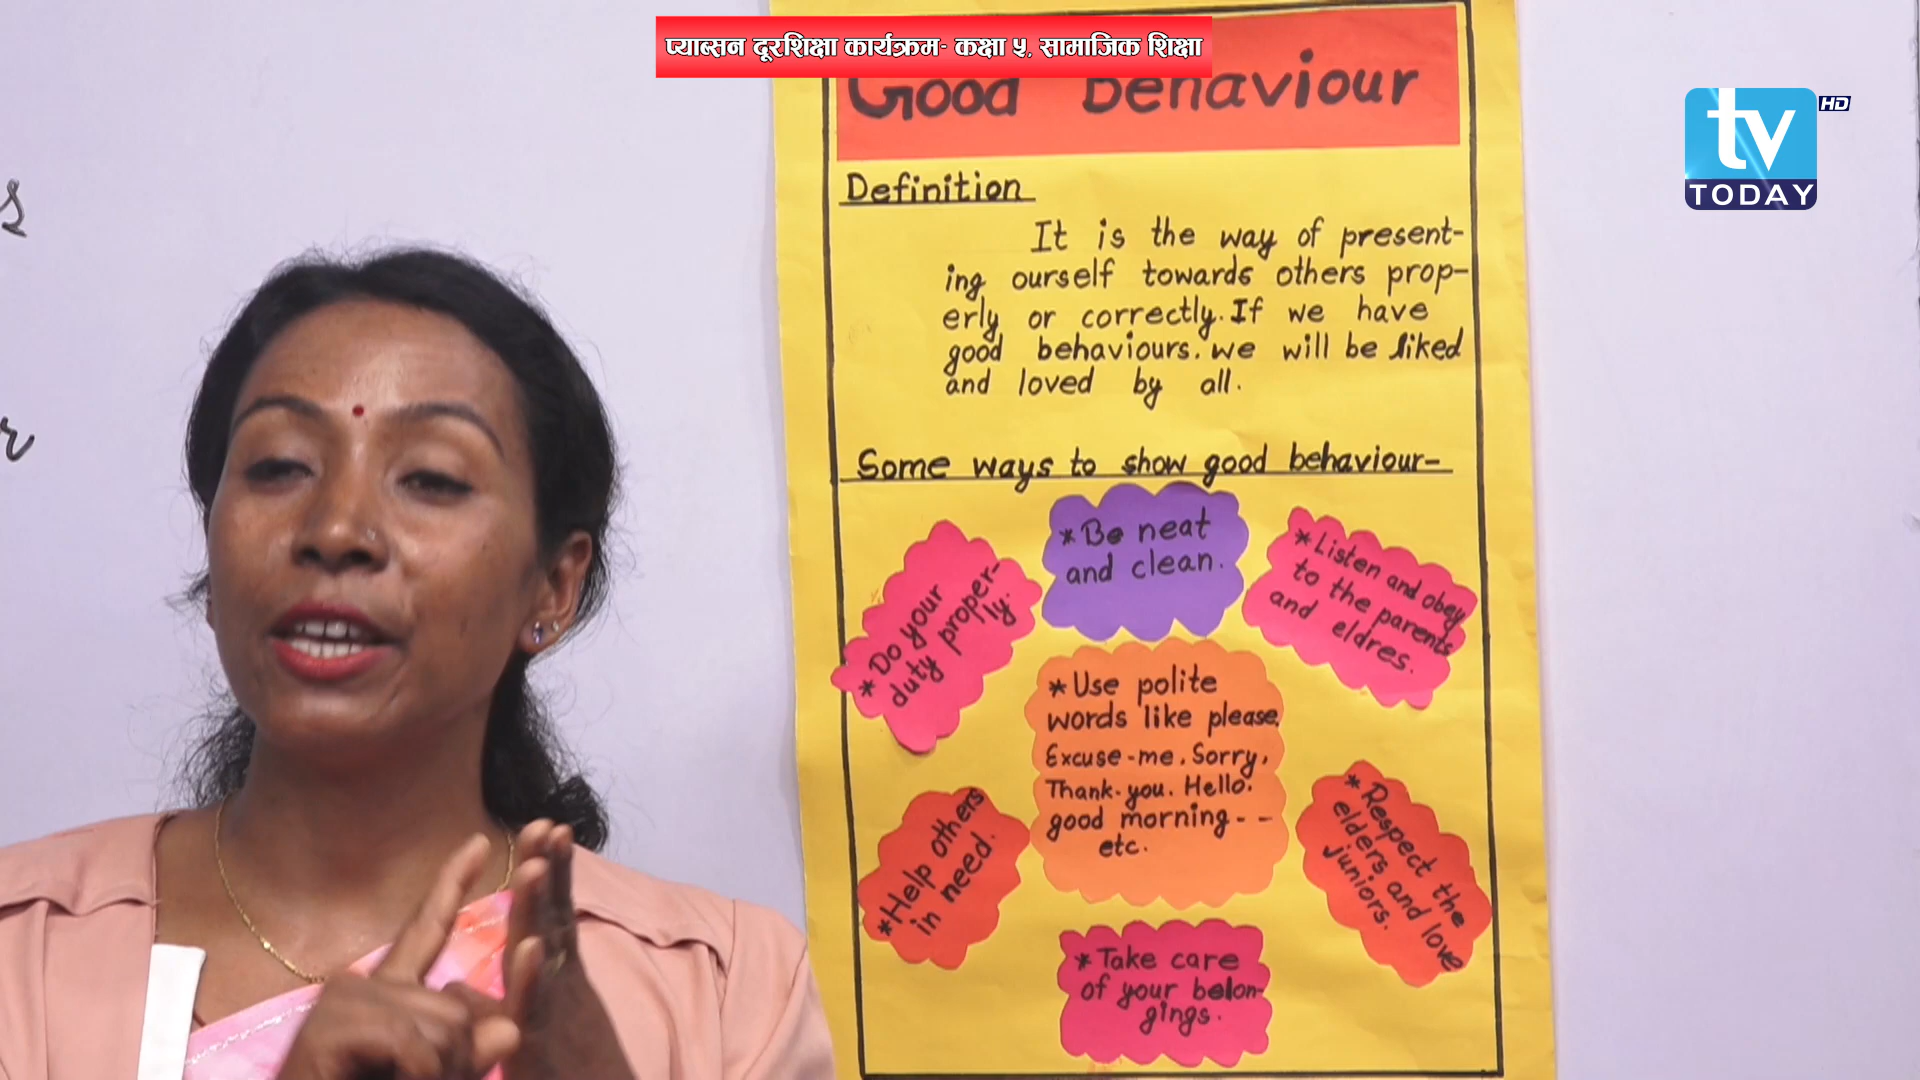 प्याब्सन दूरशिक्षा कार्यक्रम- कक्षा ५, सामाजिक शिक्षा
Good Behaviour
tv HD
TODAY
Definition
It is the way of present-
ing ourself towards others prop-
erly or correctly. If we have
good behaviours. we will be liked
and loved by all.
Some ways to show good behaviour-
* Do your
duty proper-
ly.
* Be neat
and clean.
* Listen and obey
to the parents
and eldres.
* Use polite
words like please,
Excuse-me. Sorry,
Thank-you. Hello.
good morning - -
etc.
* Help others
in need.
* Respect the
elders and love
juniors.
* Take care
of your belon-
gings.